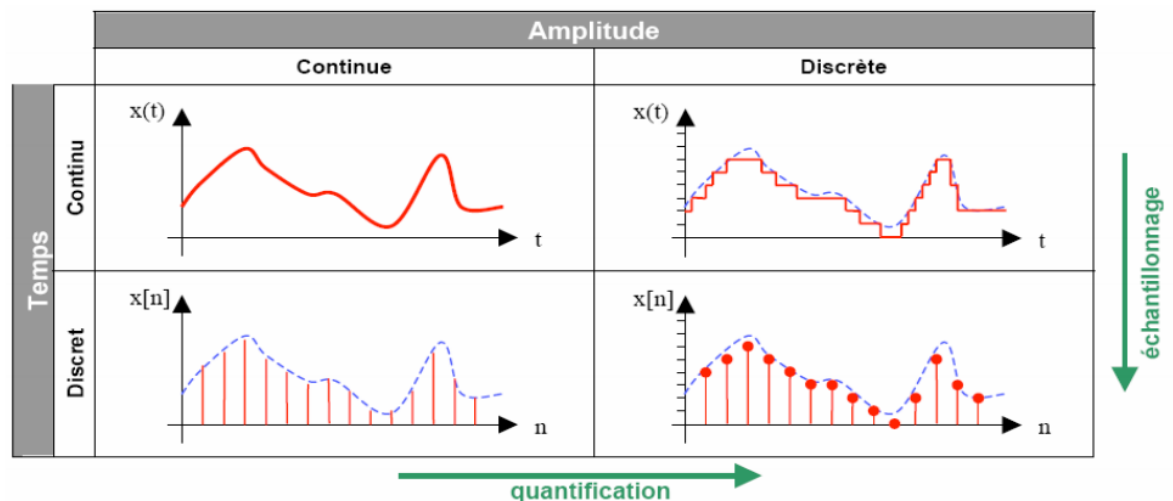 Amplitude
Continue
Discrète
Temps
Continu
x(t)
t
x(t)
t
échantillonnage
Discret
x[n]
n
x[n]
n
quantification